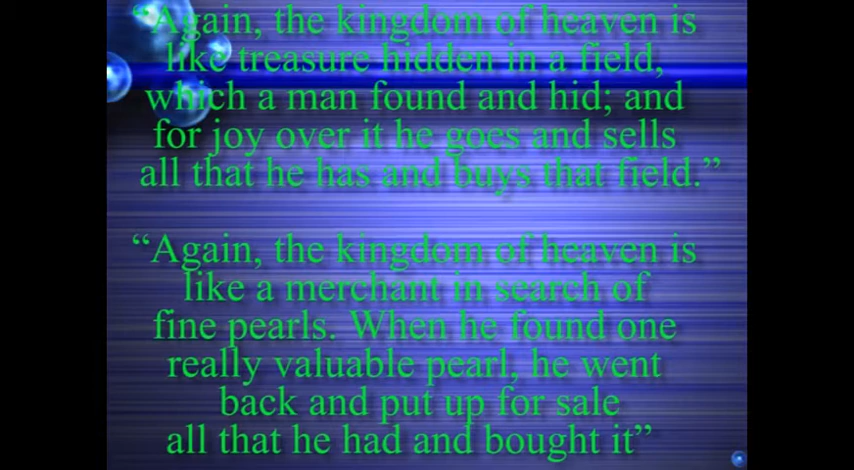 “Again, the kingdom of heaven is
like treasure hidden in a field,
which a man found and hid; and
for joy over it he goes and sells
all that he has and buys that field.”
“Again, the kingdom of heaven is
like a merchant in search of
fine pearls. When he found one
really valuable pearl, he went
back and put up for sale
all that he had and bought it”